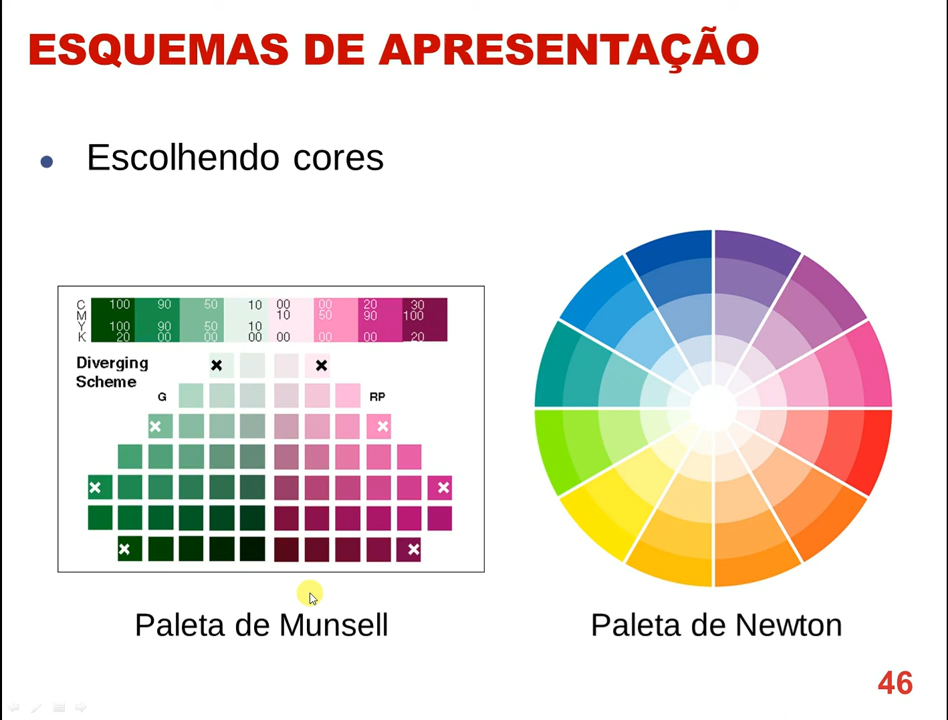 ESQUEMAS DE APRESENTAÇÃO
• Escolhendo cores
C 100 90 50 10 00 00 20 30
M 10 50 90 100
Y 100 90 50 10
K 20 00 00 00 00 00 00 20
Diverging
Scheme
G RP
Paleta de Munsell
Paleta de Newton
46